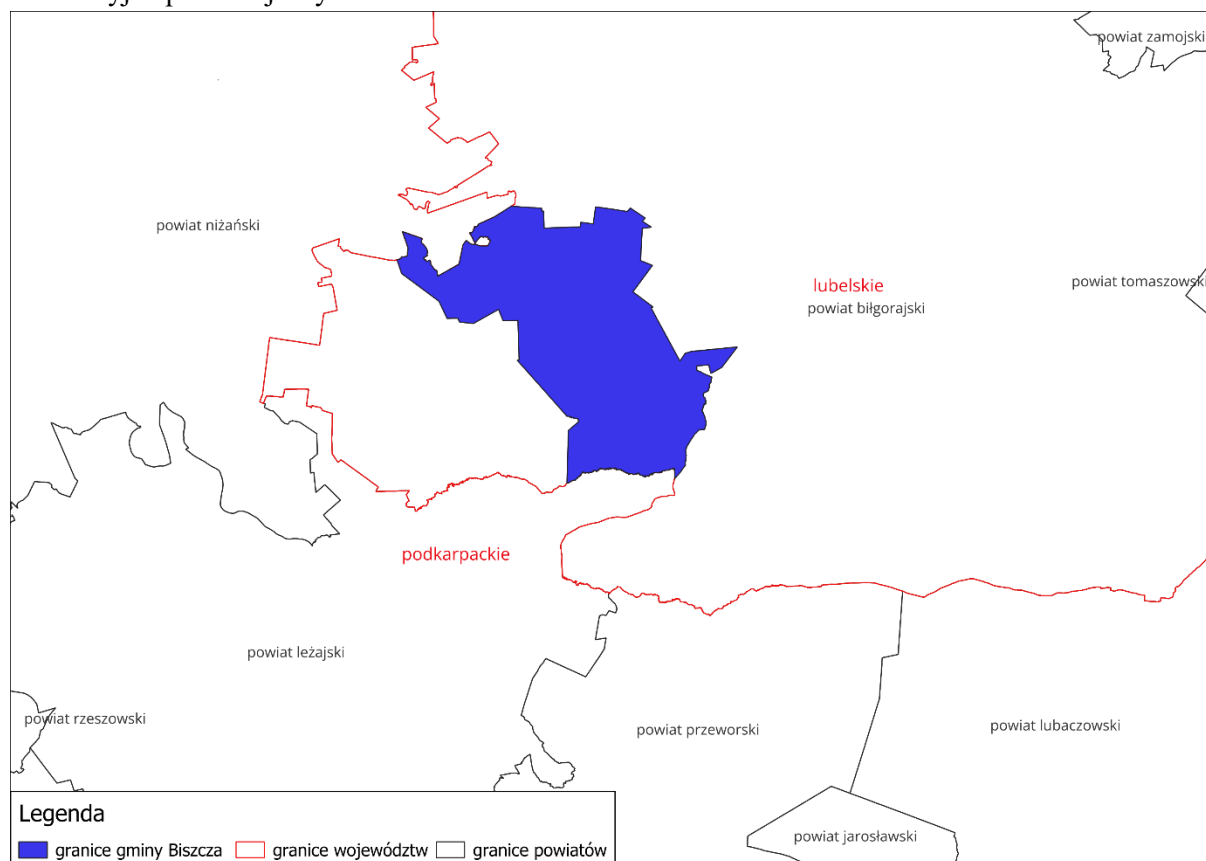 powiat zamojski
powiat niżański
lubelskie
powiat tomaszowski
powiat biłgorajski
podkarpackie
powiat leżajski
powiat rzeszowski
powiat przeworski
powiat lubaczowski
powiat jarosławski
Legenda
granice gminy Biszcza granice województw granice powiatów